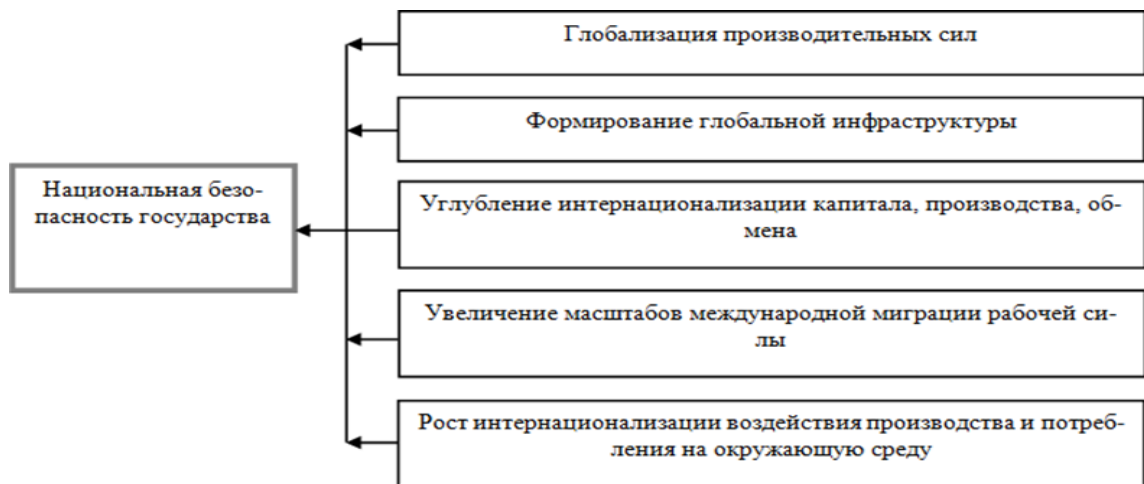 Глобализация производительных сил
Формирование глобальной инфраструктуры
Национальная безо-
пасность государства
Углубление интернационализации капитала, производства, об-
мена
Увеличение масштабов международной миграции рабочей си-
лы
Рост интернационализации воздействия производства и потреб-
ления на окружающую среду